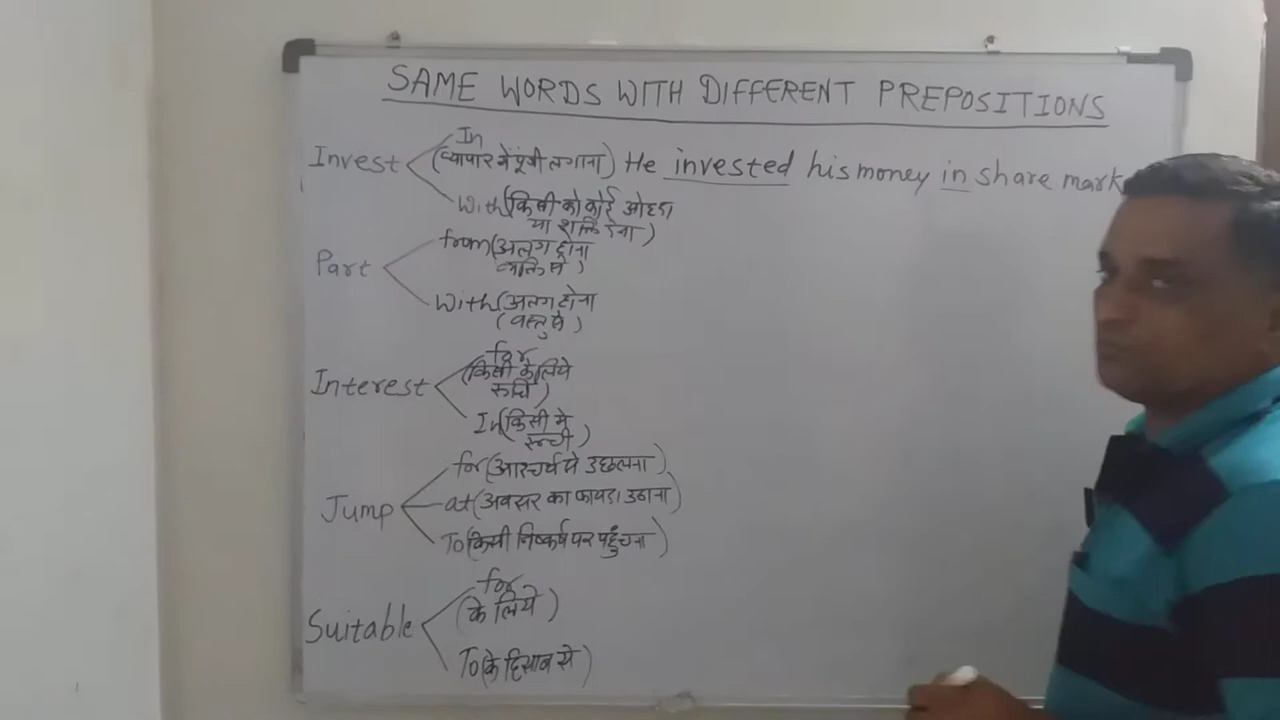 SAME WORDS WITH DIFFERENT PREPOSITIONS
In
Invest (व्यापार में पूंजी लगाना) He invested his money in share mark
With (किसी को कोई ओहदा
या शक्ति देना)
from (अलग होना
Part व्यक्ति से)
With (अलग होना
(वस्तु से)
for
(किसी के लिये
Interest रूचि)
In (किसी मे
रूची)
for (आश्चर्य से उछलना)
Jump at (अवसर का फायदा उठाना)
To (किसी निष्कर्ष पर पहुँचना)
for
(के लिये)
Suitable
To (के हिसाब से)